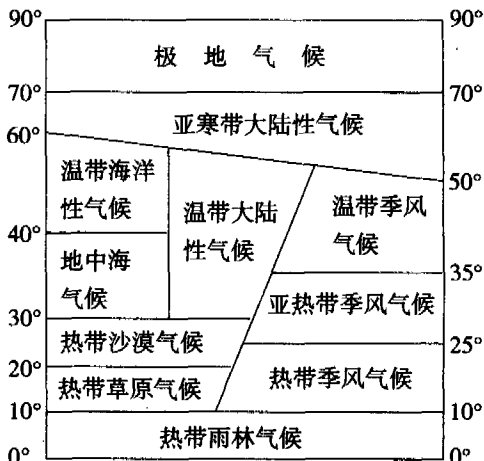 90° 90°
极地气候
70° 70°
亚寒带大陆性气候
60°
温带海洋
性气候
温带大陆
性气候
温带季风
气候
50°
40°
地中海
气候
35°
亚热带季风气候
30°
热带沙漠气候
25°
20°
热带草原气候
热带季风气候
10° 10°
热带雨林气候
0° 0°